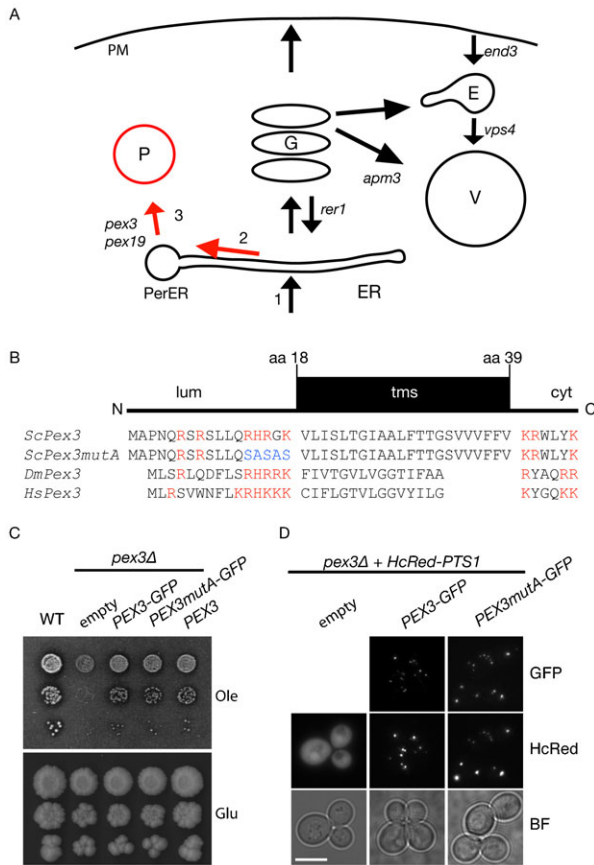 A
PM
end3
E
P
G
vps4
apm3
V
3
pex3
pex19
rer1
2
PerER
1
ER
B
aa 18
aa 39
lum
tms
cyt
N
C
ScPex3 MAPNQRSRSLLQRHRGK VLISLTGIAALFTTGSVVVFFV KRWLYK
ScPex3mutA MAPNQRSRSLLQSASAS VLISLTGIAALFTTGSVVVFFV KRWLYK
DmPex3 MLSRLQDFLSRHRRK FIVTGVLVGGTIFAA RYAQRR
HsPex3 MLRSVWNFLKRHKKK CIFLGTVLGGVYILG KYGQKK
C
pex3Δ
WT
empty
PEX3-GFP
PEX3mutA-GFP
PEX3
Ole
Glu
D
pex3Δ + HcRed-PTS1
empty
PEX3-GFP
PEX3mutA-GFP
GFP
HcRed
BF